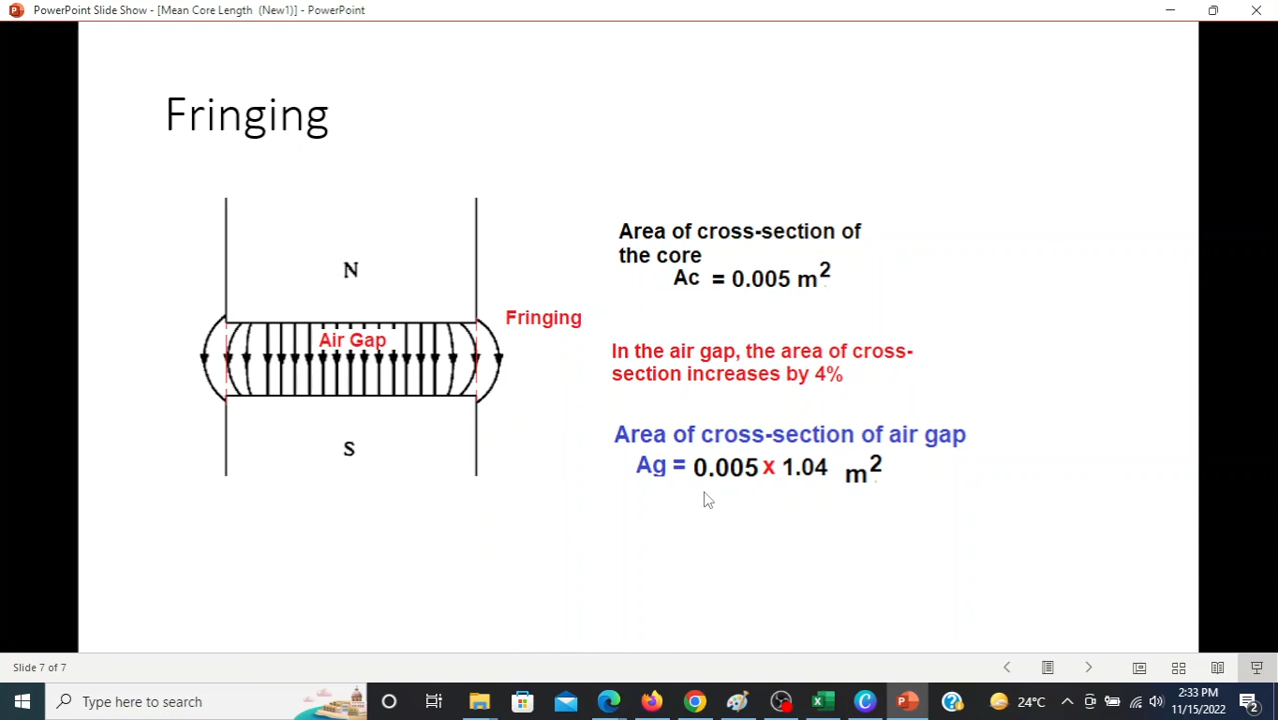 PowerPoint Slide Show - [Mean Core Length (New1)] - PowerPoint
Fringing
N
Fringing
Air Gap
S
Area of cross-section of
the core
Ac = 0.005 m²
In the air gap, the area of cross-
section increases by 4%
Area of cross-section of air gap
Ag = 0.005 x 1.04 m²
Slide 7 of 7
Type here to search
24°C
2:33 PM
11/15/2022
2